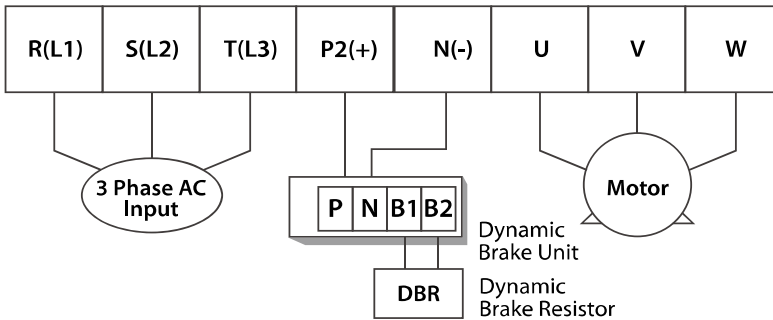 R(L1) S(L2) T(L3) P2(+) N(-) U V W
3 Phase AC
Input
Motor
P N B1 B2
Dynamic
Brake Unit
DBR
Dynamic
Brake Resistor